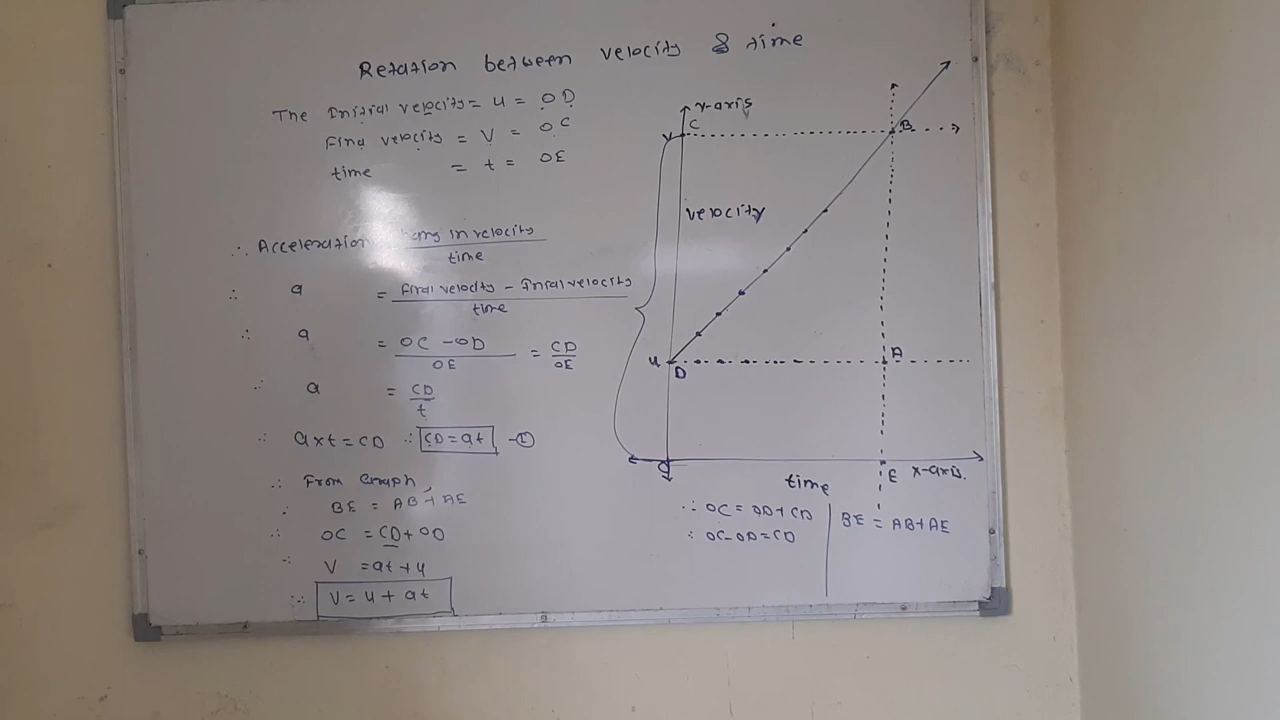 Relation between velocity & time
The Initial velocity = u = OD
Final velocity = V = OC
time = t = OE
∴ Acceleration in velocity / time
∴ a = final velocity - Initial velocity / time
∴ a = OC - OD / OE = CD / OE
∴ a = CD / t
∴ a x t = CD ∴ CD = at - ①
∴ From Graph
∴ BE = AB + AE
∴ OC = CD + OD
∴ V = at + u
∴ V = u + at
Y-axis
V C
B
velocity
u D
A
O
time
E x-axis.
∴ OC = OD + CD
∴ OC - OD = CD
BE = AB + AE